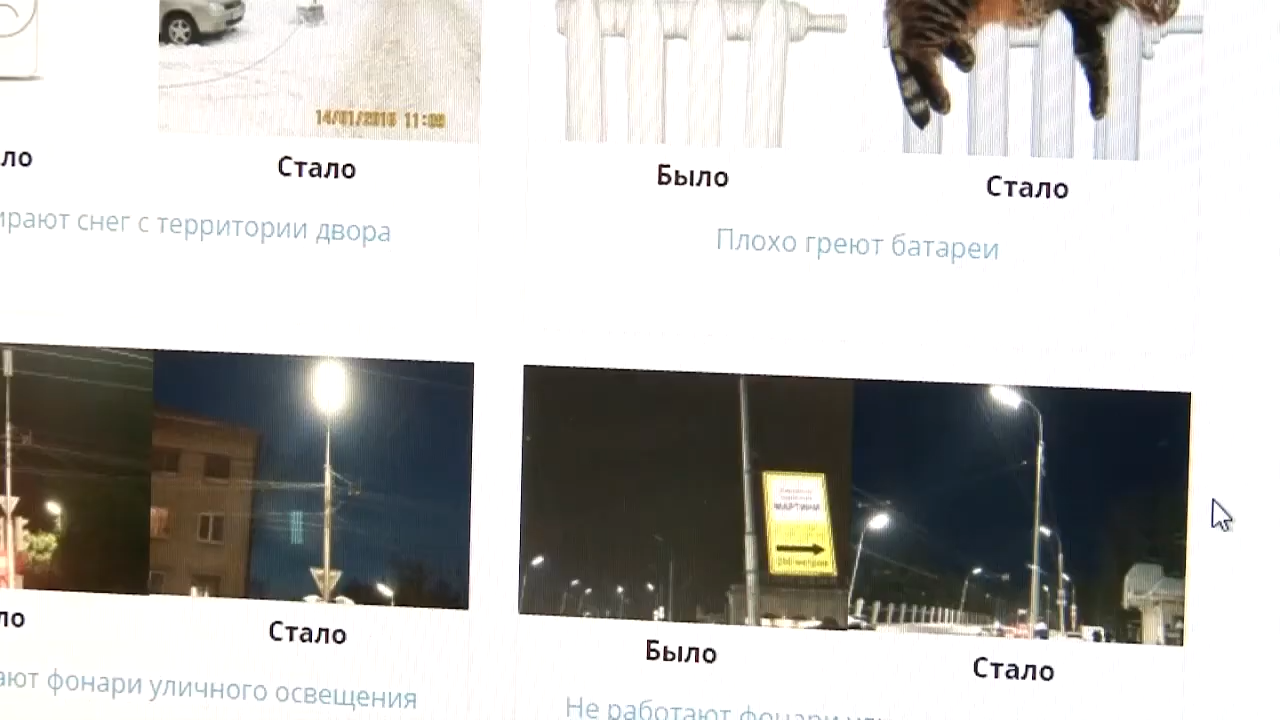 14/01/2016 11:09
ло
Стало
Было
Стало
ирают снег с территории двора
Плохо греют батареи
ло
Стало
Было
Стало
ают фонари уличного освещения
Не работают фонари